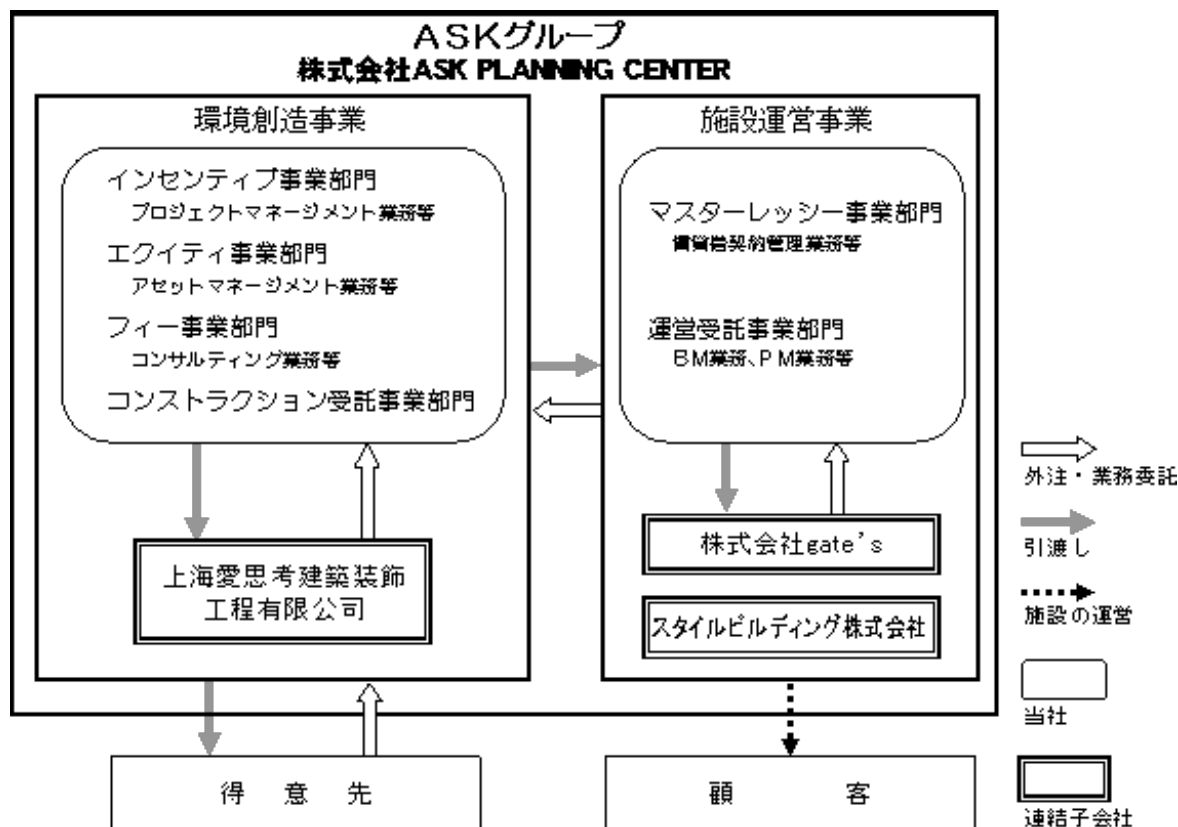 ASKグループ
株式会社ASK PLANNING CENTER
環境創造事業
インセンティブ事業部門
プロジェクトマネージメント業務等
エクイティ事業部門
アセットマネージメント業務等
フィー事業部門
コンサルティング業務等
コンストラクション受託事業部門
上海愛思考建築装飾
工程有限公司
施設運営事業
マスターレッシー事業部門
賃貸借契約管理業務等
運営受託事業部門
BM業務、PM業務等
株式会社gate's
スタイルビルディング株式会社
得意先
顧客
外注・業務委託
引渡し
施設の運営
当社
連結子会社